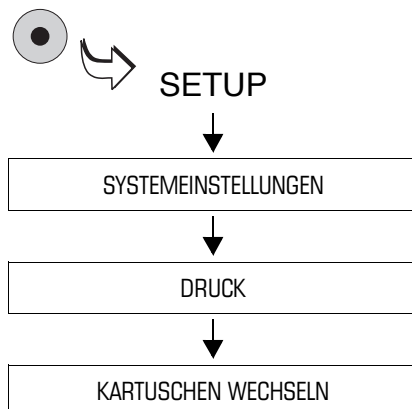 SETUP
SYSTEMEINSTELLUNGEN
DRUCK
KARTUSCHEN WECHSELN